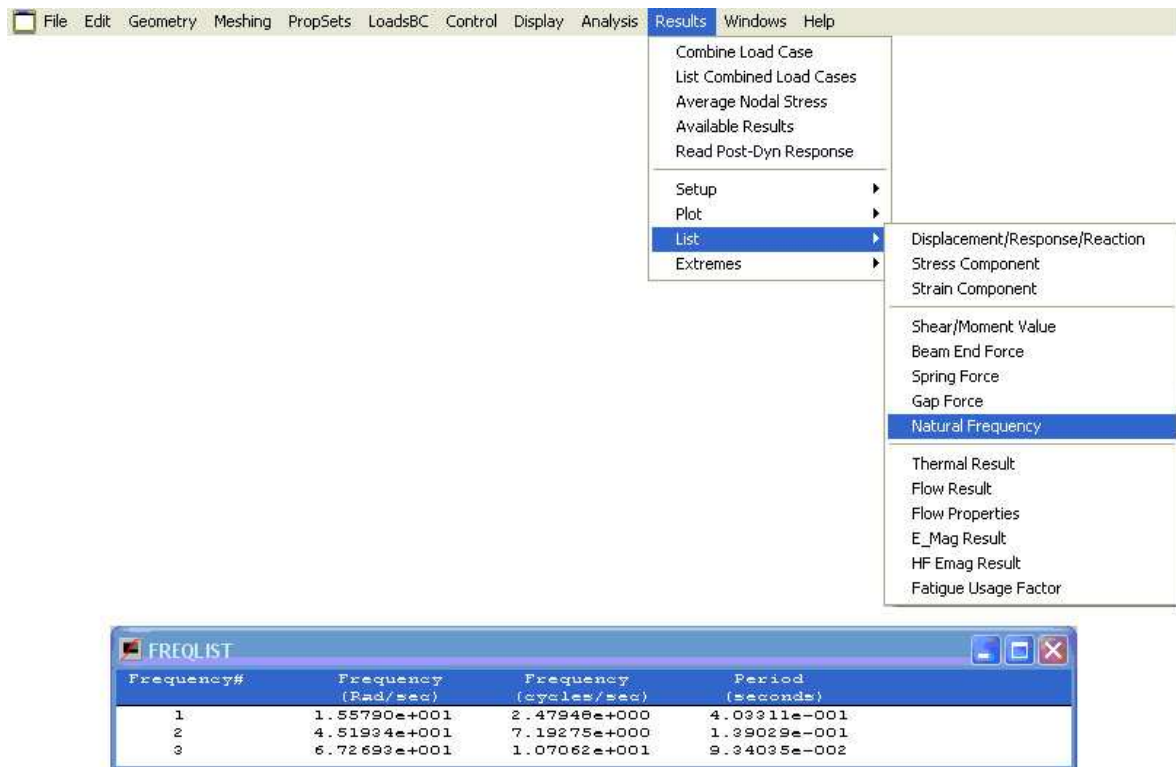 File Edit Geometry Meshing PropSets LoadsBC Control Display Analysis Results Windows Help
Combine Load Case
List Combined Load Cases
Average Nodal Stress
Available Results
Read Post-Dyn Response
Setup
Plot
List
Extremes
Displacement/Response/Reaction
Stress Component
Strain Component
Shear/Moment Value
Beam End Force
Spring Force
Gap Force
Natural Frequency
Thermal Result
Flow Result
Flow Properties
E_Mag Result
HF Emag Result
Fatigue Usage Factor
FREQLIST
Frequency# Frequency Frequency Period
(Rad/sec) (cycles/sec) (seconds)
1 1.55790e+001 2.47948e+000 4.03311e-001
2 4.51934e+001 7.19275e+000 1.39029e-001
3 6.72693e+001 1.07062e+001 9.34035e-002